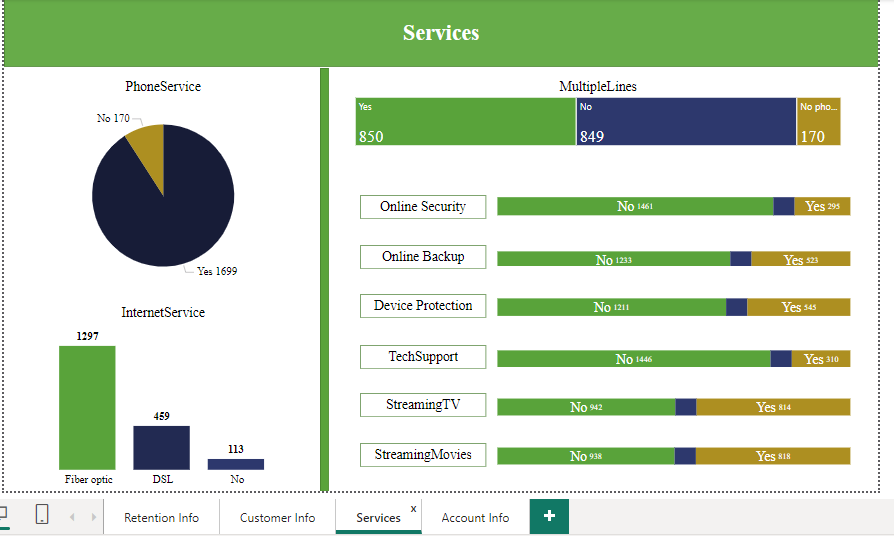 Services
PhoneService
No 170
Yes 1699
InternetService
1297
459
113
Fiber optic
DSL
No
MultipleLines
Yes
850
No
849
No pho...
170
Online Security
No 1461
Yes 295
Online Backup
No 1233
Yes 523
Device Protection
No 1211
Yes 545
TechSupport
No 1446
Yes 310
StreamingTV
No 942
Yes 814
StreamingMovies
No 938
Yes 818
Retention Info
Customer Info
Services
x
Account Info
+